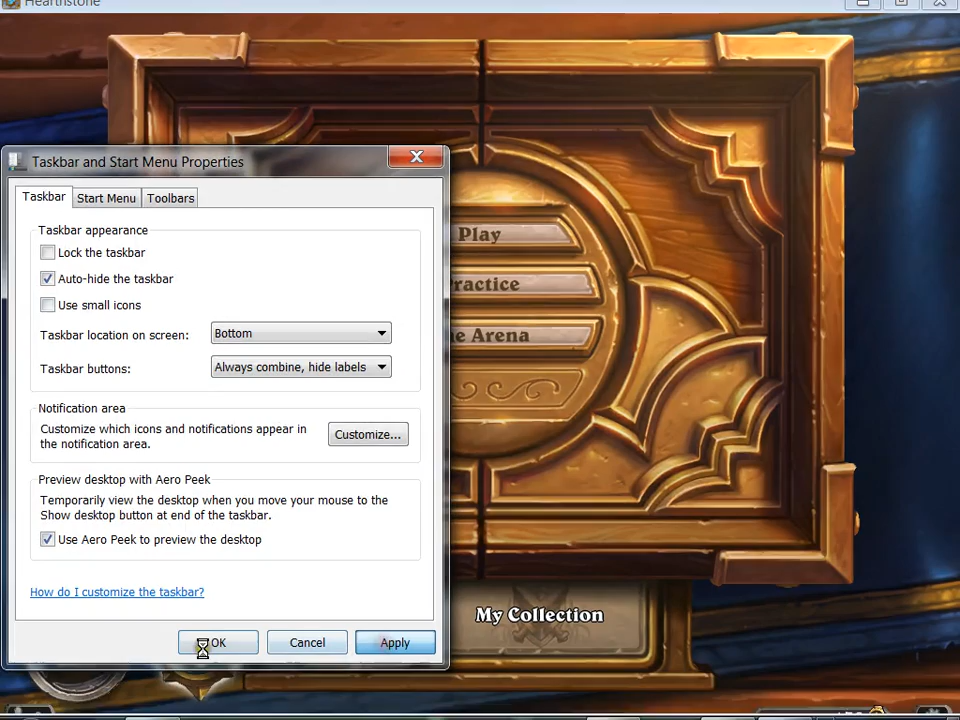 Hearthstone
Taskbar and Start Menu Properties
Taskbar
Start Menu
Toolbars
Taskbar appearance
Lock the taskbar
Auto-hide the taskbar
Use small icons
Taskbar location on screen:
Bottom
Taskbar buttons:
Always combine, hide labels
Notification area
Customize which icons and notifications appear in
the notification area.
Customize...
Preview desktop with Aero Peek
Temporarily view the desktop when you move your mouse to the
Show desktop button at end of the taskbar.
Use Aero Peek to preview the desktop
How do I customize the taskbar?
OK
Cancel
Apply
Play
ractice
e Arena
My Collection